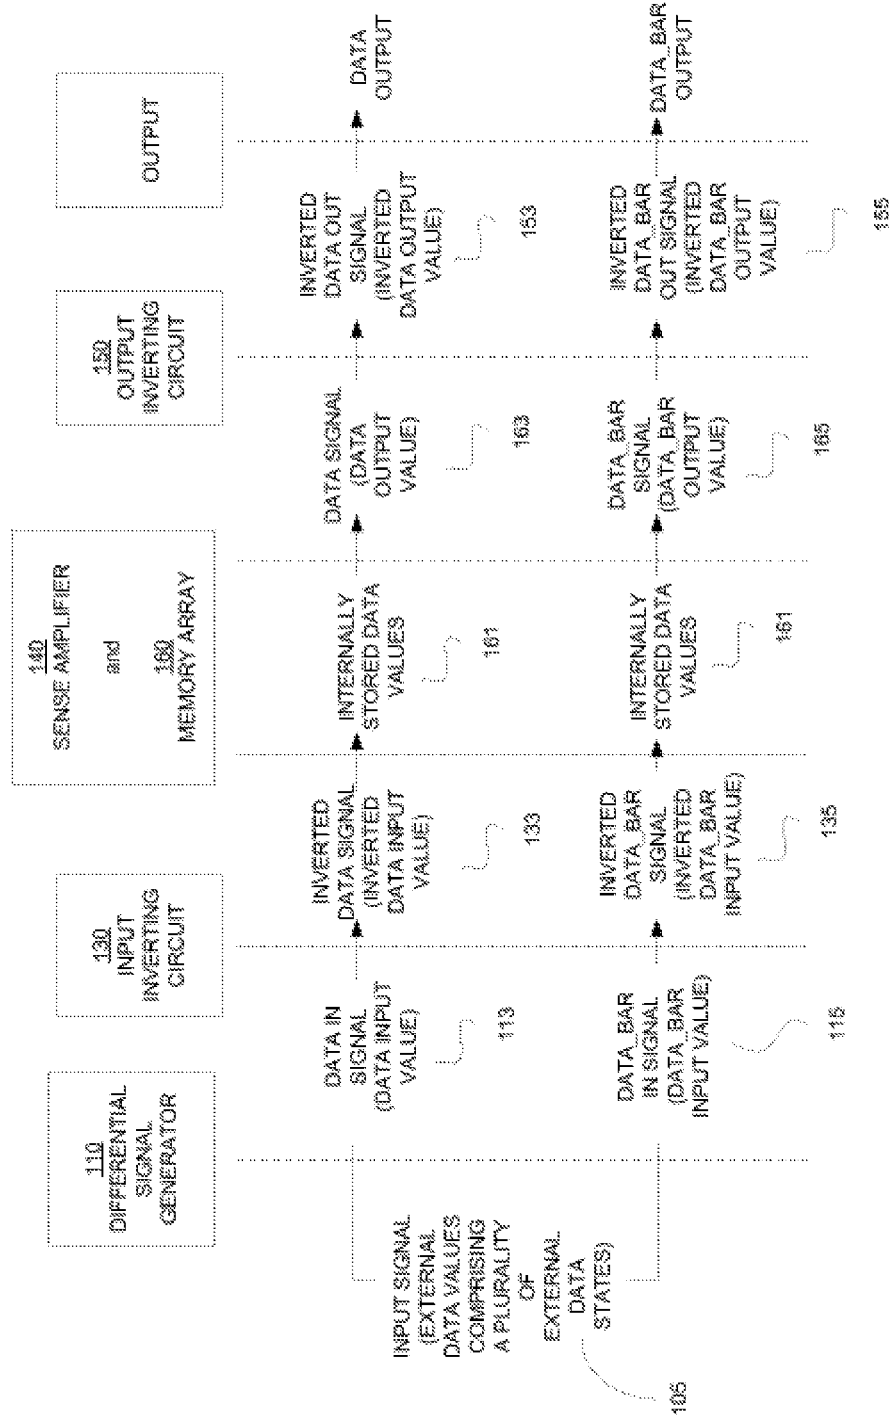 110
DIFFERENTIAL
SIGNAL
GENERATOR
130
INPUT
INVERTING
CIRCUIT
140
SENSE AMPLIFIER
and
160
MEMORY ARRAY
150
OUTPUT
INVERTING
CIRCUIT
OUTPUT
INPUT SIGNAL
(EXTERNAL
DATA VALUES
COMPRISING
A PLURALITY
OF
EXTERNAL
DATA
STATES)
105
DATA IN
SIGNAL
(DATA INPUT
VALUE)
113
INVERTED
DATA SIGNAL
(INVERTED
DATA INPUT
VALUE)
133
INTERNALLY
STORED DATA
VALUES
161
DATA SIGNAL
(DATA
OUTPUT
VALUE)
163
INVERTED
DATA OUT
SIGNAL
(INVERTED
DATA OUTPUT
VALUE)
153
DATA
OUTPUT
DATA_BAR
IN SIGNAL
(DATA_BAR
INPUT VALUE)
115
INVERTED
DATA_BAR
SIGNAL
(INVERTED
DATA_BAR
INPUT VALUE)
135
INTERNALLY
STORED DATA
VALUES
161
DATA_BAR
SIGNAL
(DATA_BAR
OUTPUT
VALUE)
165
INVERTED
DATA_BAR
OUT SIGNAL
(INVERTED
DATA_BAR
OUTPUT
VALUE)
155
DATA_BAR
OUTPUT